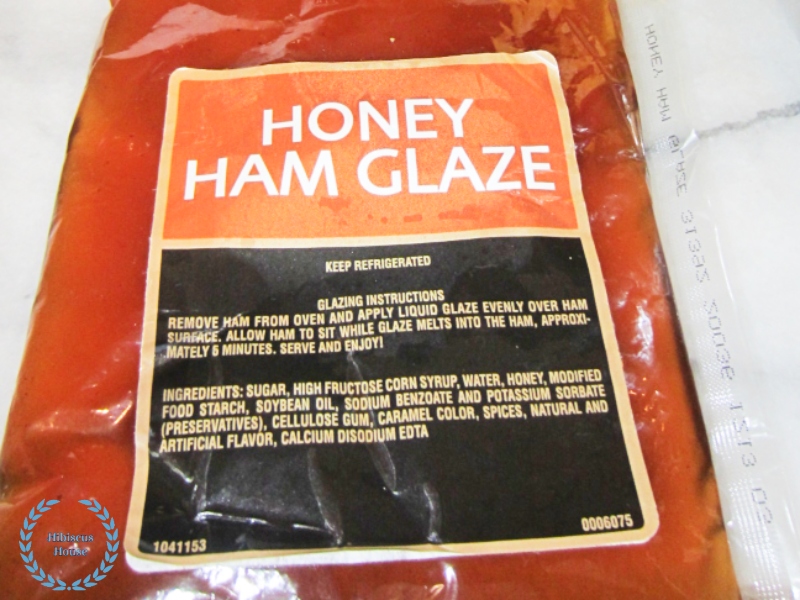 HONEY
HAM GLAZE
KEEP REFRIGERATED
GLAZING INSTRUCTIONS
REMOVE HAM FROM OVEN AND APPLY LIQUID GLAZE EVENLY OVER HAM
SURFACE. ALLOW HAM TO SIT WHILE GLAZE MELTS INTO THE HAM, APPROXI-
MATELY 5 MINUTES. SERVE AND ENJOY!
INGREDIENTS: SUGAR, HIGH FRUCTOSE CORN SYRUP, WATER, HONEY, MODIFIED
FOOD STARCH, SOYBEAN OIL, SODIUM BENZOATE AND POTASSIUM SORBATE
(PRESERVATIVES), CELLULOSE GUM, CARAMEL COLOR, SPICES, NATURAL AND
ARTIFICIAL FLAVOR, CALCIUM DISODIUM EDTA
1041153
0006075
HONEY HAM
Hibiscus
House